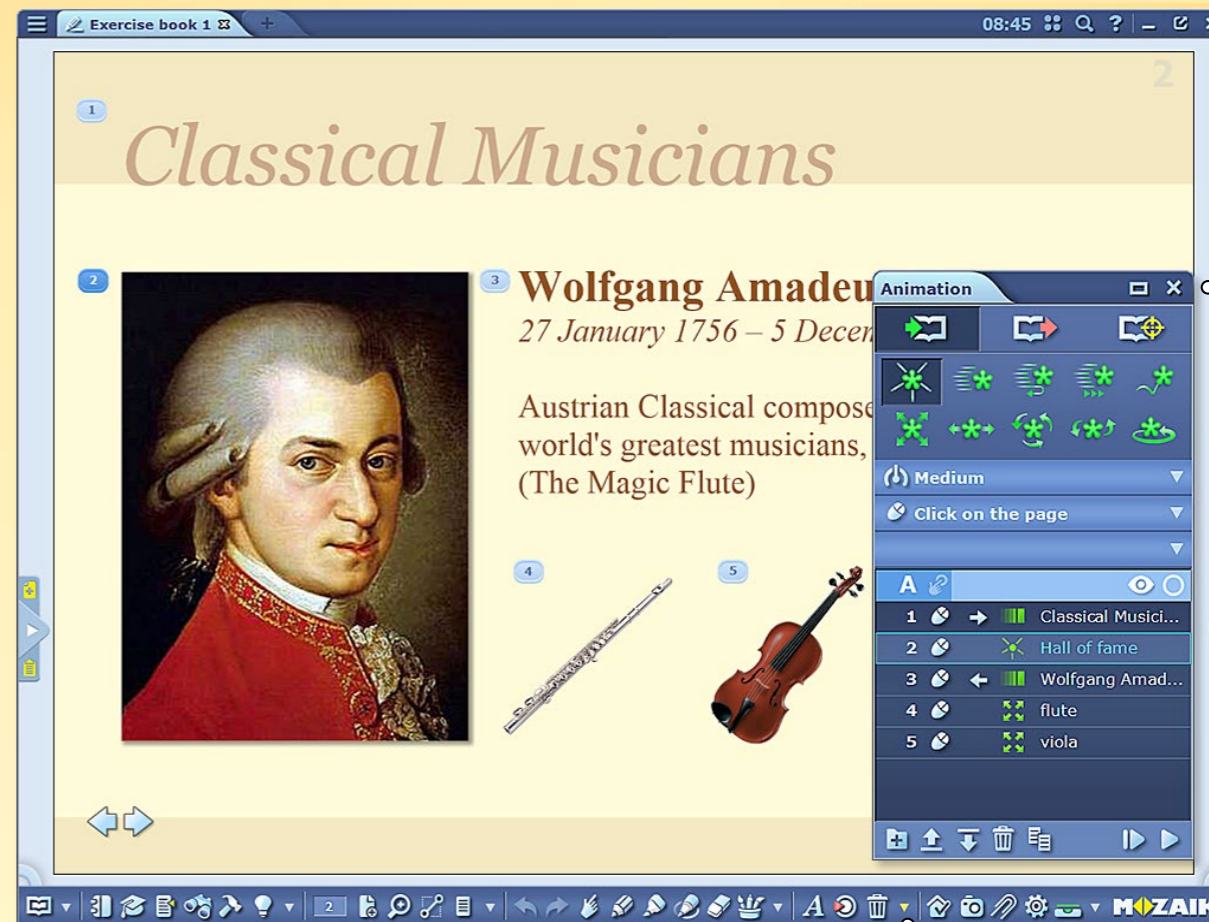 Exercise book 1
08:45
2
1
Classical Musicians
2
3
Wolfgang Amadeu
27 January 1756 – 5 Decem
Austrian Classical compose
world's greatest musicians,
(The Magic Flute)
4
5
Animation
Medium
Click on the page
A
1 Classical Musici...
2 Hall of fame
3 Wolfgang Amad...
4 flute
5 viola
2
A
MOZAIK